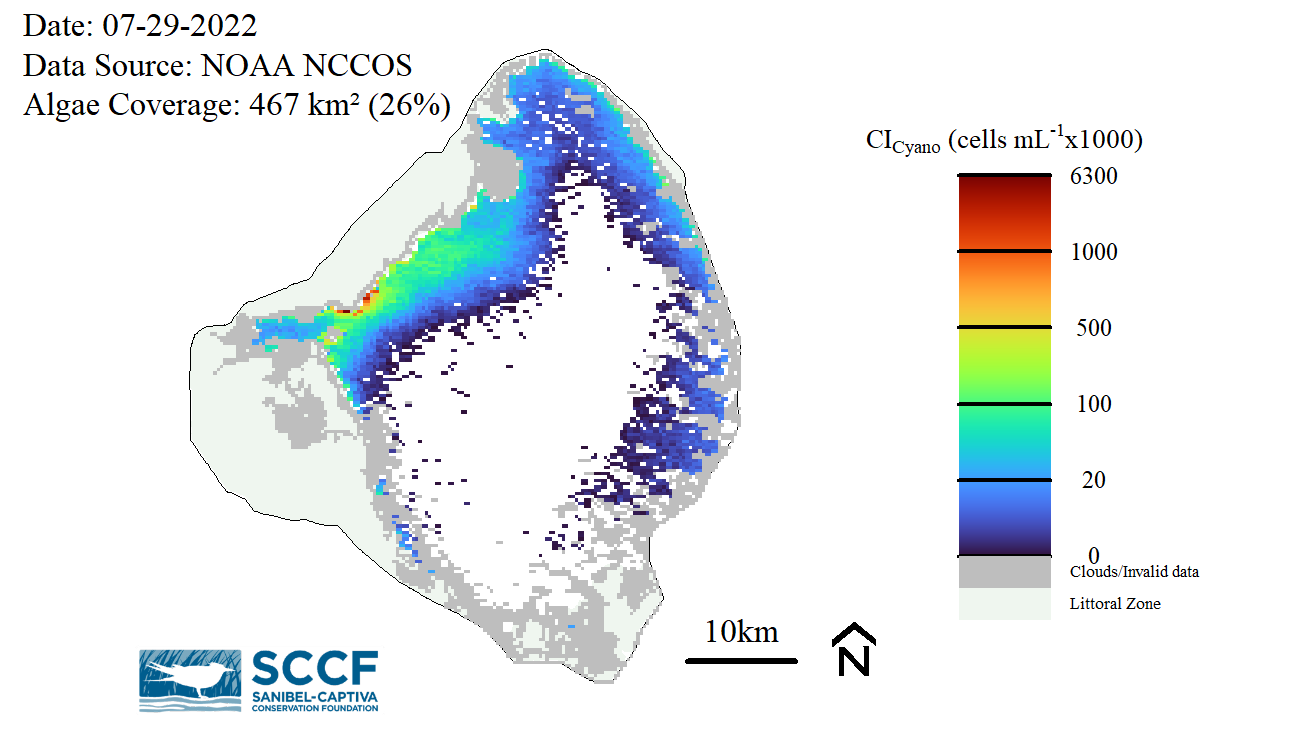 Date: 07-29-2022
Data Source: NOAA NCCOS
Algae Coverage: 467 km² (26%)
CICyano (cells mL-1x1000)
6300
1000
500
100
20
0
Clouds/Invalid data
Littoral Zone
10km
N
SCCF
SANIBEL-CAPTIVA
CONSERVATION FOUNDATION